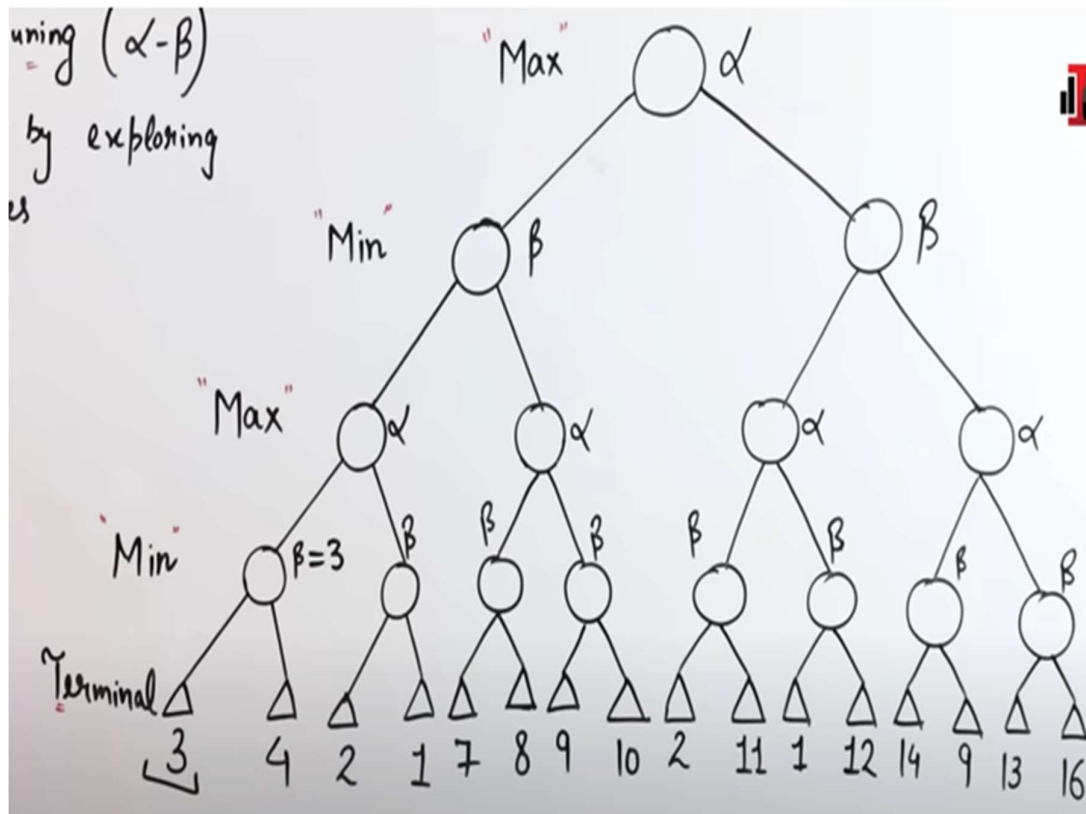 uning (α-β)
"Max" α
by exploring
es
"Min" β β
"Max" α α α α
"Min" β=3 β β β β β β β
Terminal
3 4 2 1 7 8 9 10 2 11 1 12 14 9 13 16